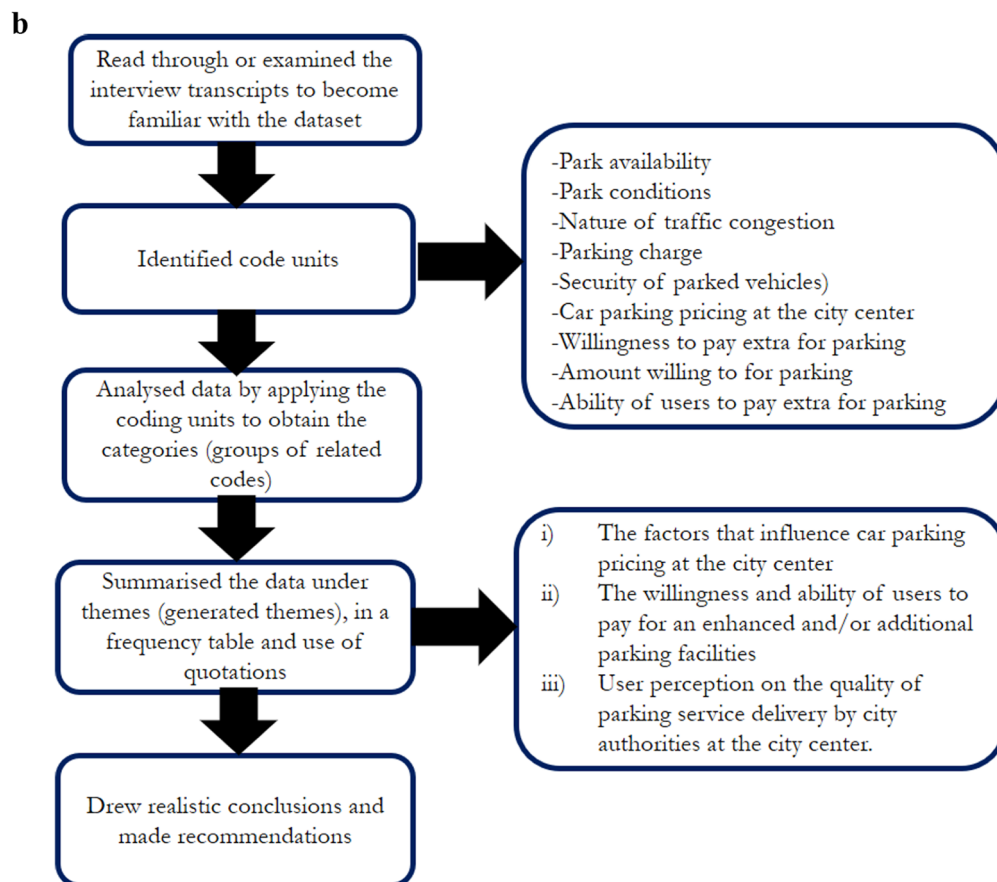 b
Read through or examined the
interview transcripts to become
familiar with the dataset
Identified code units
-Park availability
-Park conditions
-Nature of traffic congestion
-Parking charge
-Security of parked vehicles)
-Car parking pricing at the city center
-Willingness to pay extra for parking
-Amount willing to for parking
-Ability of users to pay extra for parking
Analysed data by applying the
coding units to obtain the
categories (groups of related
codes)
Summarised the data under
themes (generated themes), in a
frequency table and use of
quotations
i) The factors that influence car parking
pricing at the city center
ii) The willingness and ability of users to
pay for an enhanced and/or additional
parking facilities
iii) User perception on the quality of
parking service delivery by city
authorities at the city center.
Drew realistic conclusions and
made recommendations